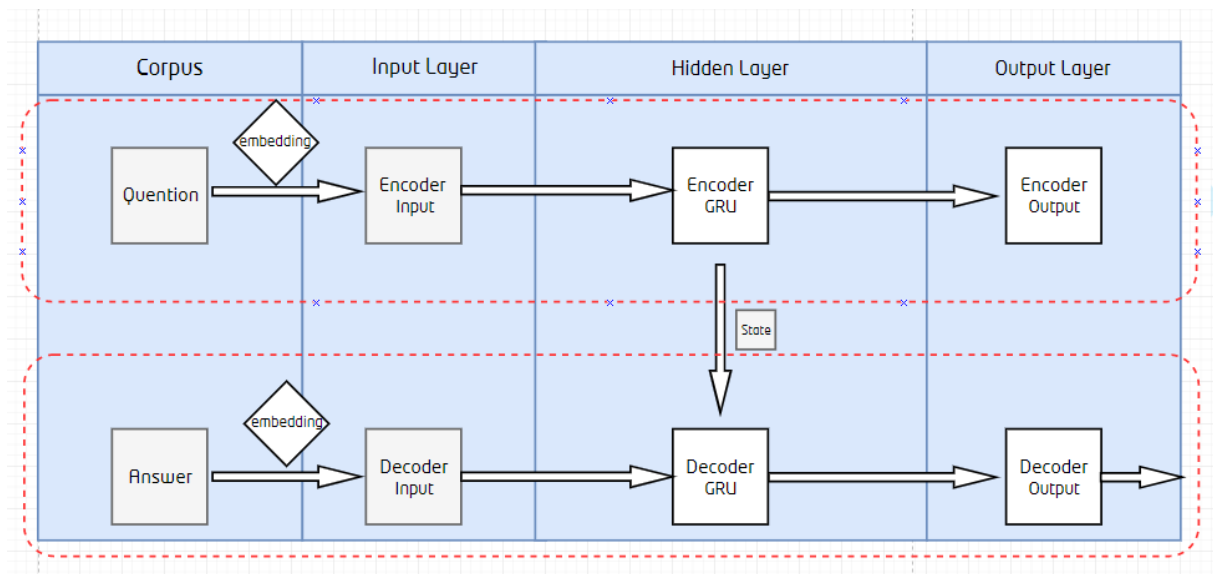 Corpus
Input Layer
Hidden Layer
Output Layer
embedding
Quention
Encoder
Input
Encoder
GRU
Encoder
Output
State
embedding
Answer
Decoder
Input
Decoder
GRU
Decoder
Output